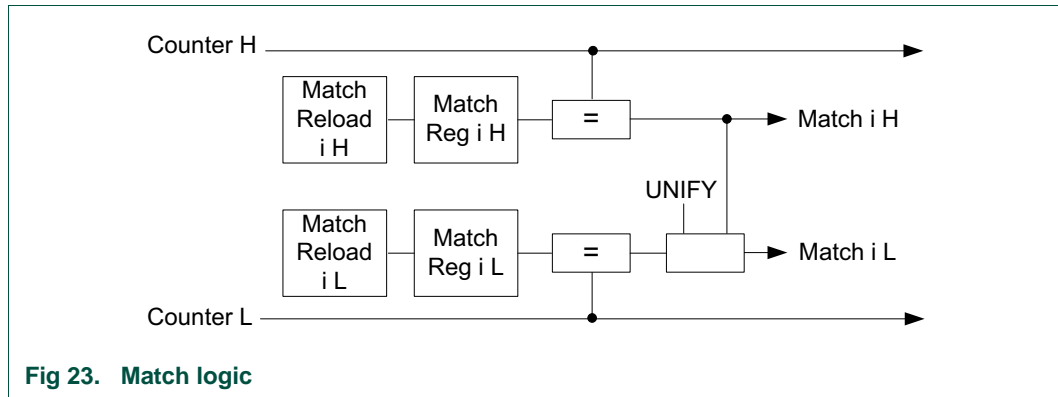 Counter H
Match
Reload
i H
Match
Reg i H
=
Match i H
UNIFY
Match
Reload
i L
Match
Reg i L
=
Match i L
Counter L
Fig 23. Match logic